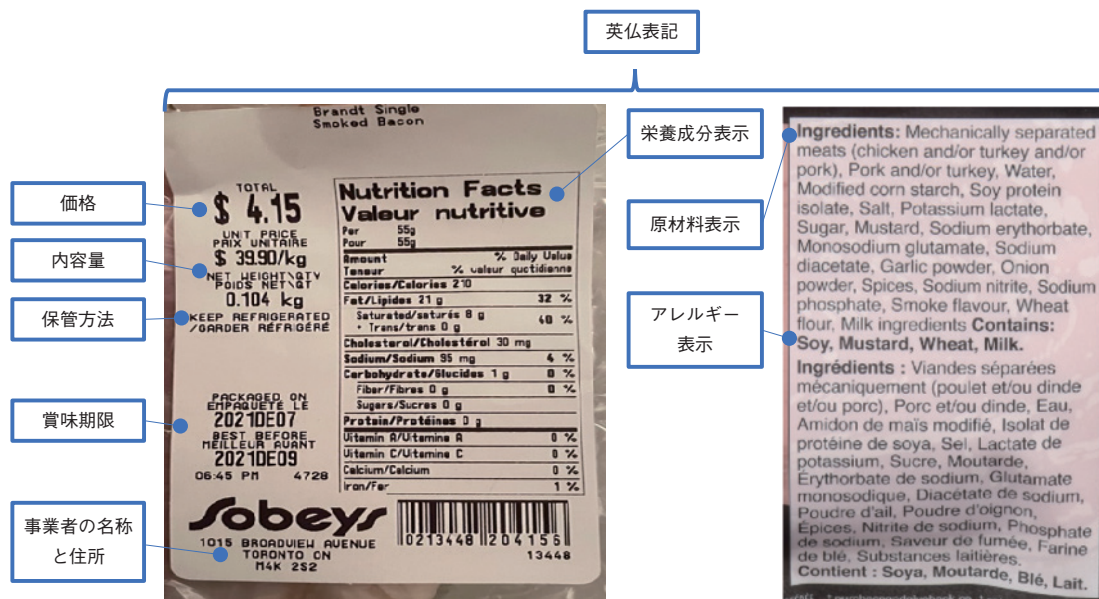 英仏表記
価格
内容量
保管方法
賞味期限
事業者の名称
と住所
Brandt Single
Smoked Bacon
TOTAL
$ 4.15
UNIT PRICE
PRIX UNITAIRE
$ 39.90/kg
NET WEIGHT\QTY
POIDS NET\QT
0.104 kg
KEEP REFRIGERATED
/GARDER RÉFRIGÉRÉ
PACKAGED ON
EMPAQUETÉ LE
2021DE07
BEST BEFORE
MEILLEUR AVANT
2021DE09
06:45 PM 4728
Sobeys
1015 BROADVIEW AVENUE
TORONTO ON
M4K 2S2
Nutrition Facts
Valeur nutritive
Per 55g
Pour 55g
Amount % Daily Value
Teneur % valeur quotidienne
Calories/Calories 210
Fat/Lipides 21 g 32 %
Saturated/saturés 8 g
+ Trans/trans 0 g 40 %
Cholesterol/Cholestérol 30 mg
Sodium/Sodium 95 mg 4 %
Carbohydrate/Glucides 1 g 0 %
Fiber/Fibres 0 g 0 %
Sugars/Sucres 0 g
Protein/Protéines 0 g
Vitamin A/Vitamine A 0 %
Vitamin C/Vitamine C 0 %
Calcium/Calcium 0 %
Iron/Fer 1 %
0213448 204156
13448
栄養成分表示
原材料表示
アレルギー
表示
Ingredients: Mechanically separated
meats (chicken and/or turkey and/or
pork), Pork and/or turkey, Water,
Modified corn starch, Soy protein
isolate, Salt, Potassium lactate,
Sugar, Mustard, Sodium erythorbate,
Monosodium glutamate, Sodium
diacetate, Garlic powder, Onion
powder, Spices, Sodium nitrite, Sodium
phosphate, Smoke flavour, Wheat
flour, Milk ingredients Contains:
Soy, Mustard, Wheat, Milk.
Ingrédients : Viandes séparées
mécaniquement (poulet et/ou dinde
et/ou porc), Porc et/ou dinde, Eau,
Amidon de maïs modifié, Isolat de
protéine de soya, Sel, Lactate de
potassium, Sucre, Moutarde,
Érythorbate de sodium, Glutamate
monosodique, Diacétate de sodium,
Poudre d'ail, Poudre d'oignon,
Épices, Nitrite de sodium, Phosphate
de sodium, Saveur de fumée, Farine
de blé, Substances laitières.
Contient : Soya, Moutarde, Blé, Lait.